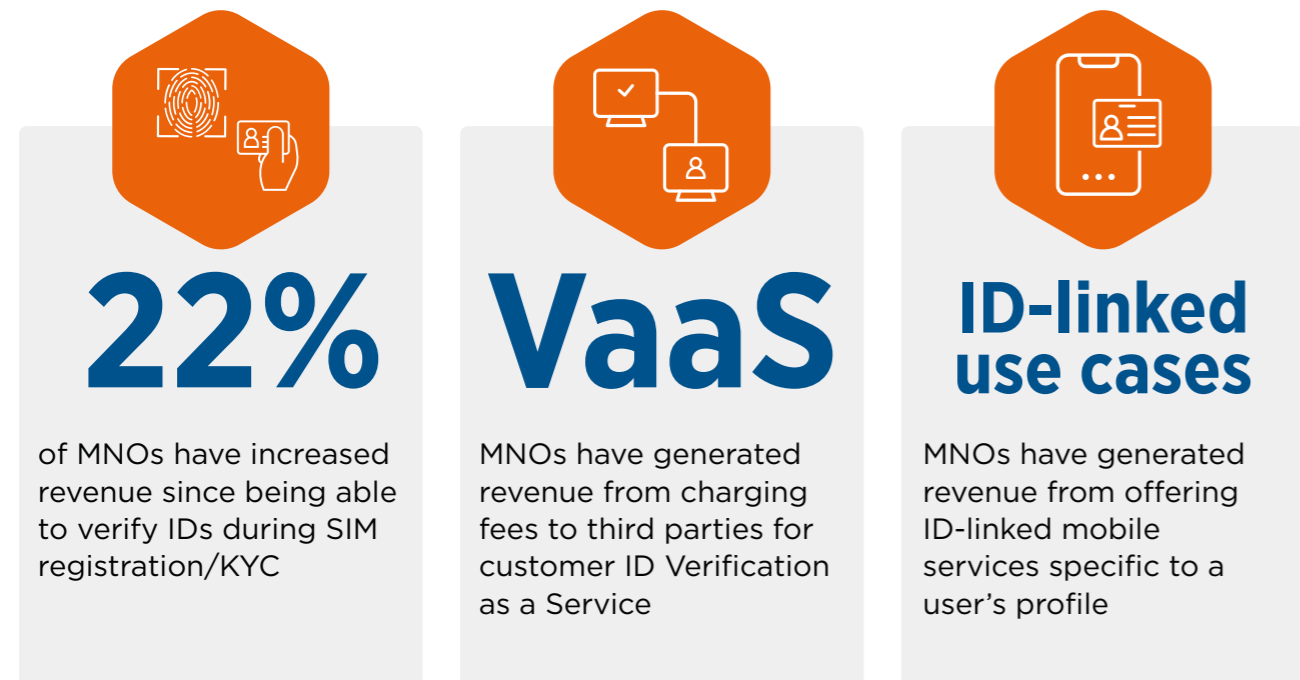 22%
of MNOs have increased
revenue since being able
to verify IDs during SIM
registration/KYC
VaaS
MNOs have generated
revenue from charging
fees to third parties for
customer ID Verification
as a Service
ID-linked
use cases
MNOs have generated
revenue from offering
ID-linked mobile
services specific to a
user’s profile